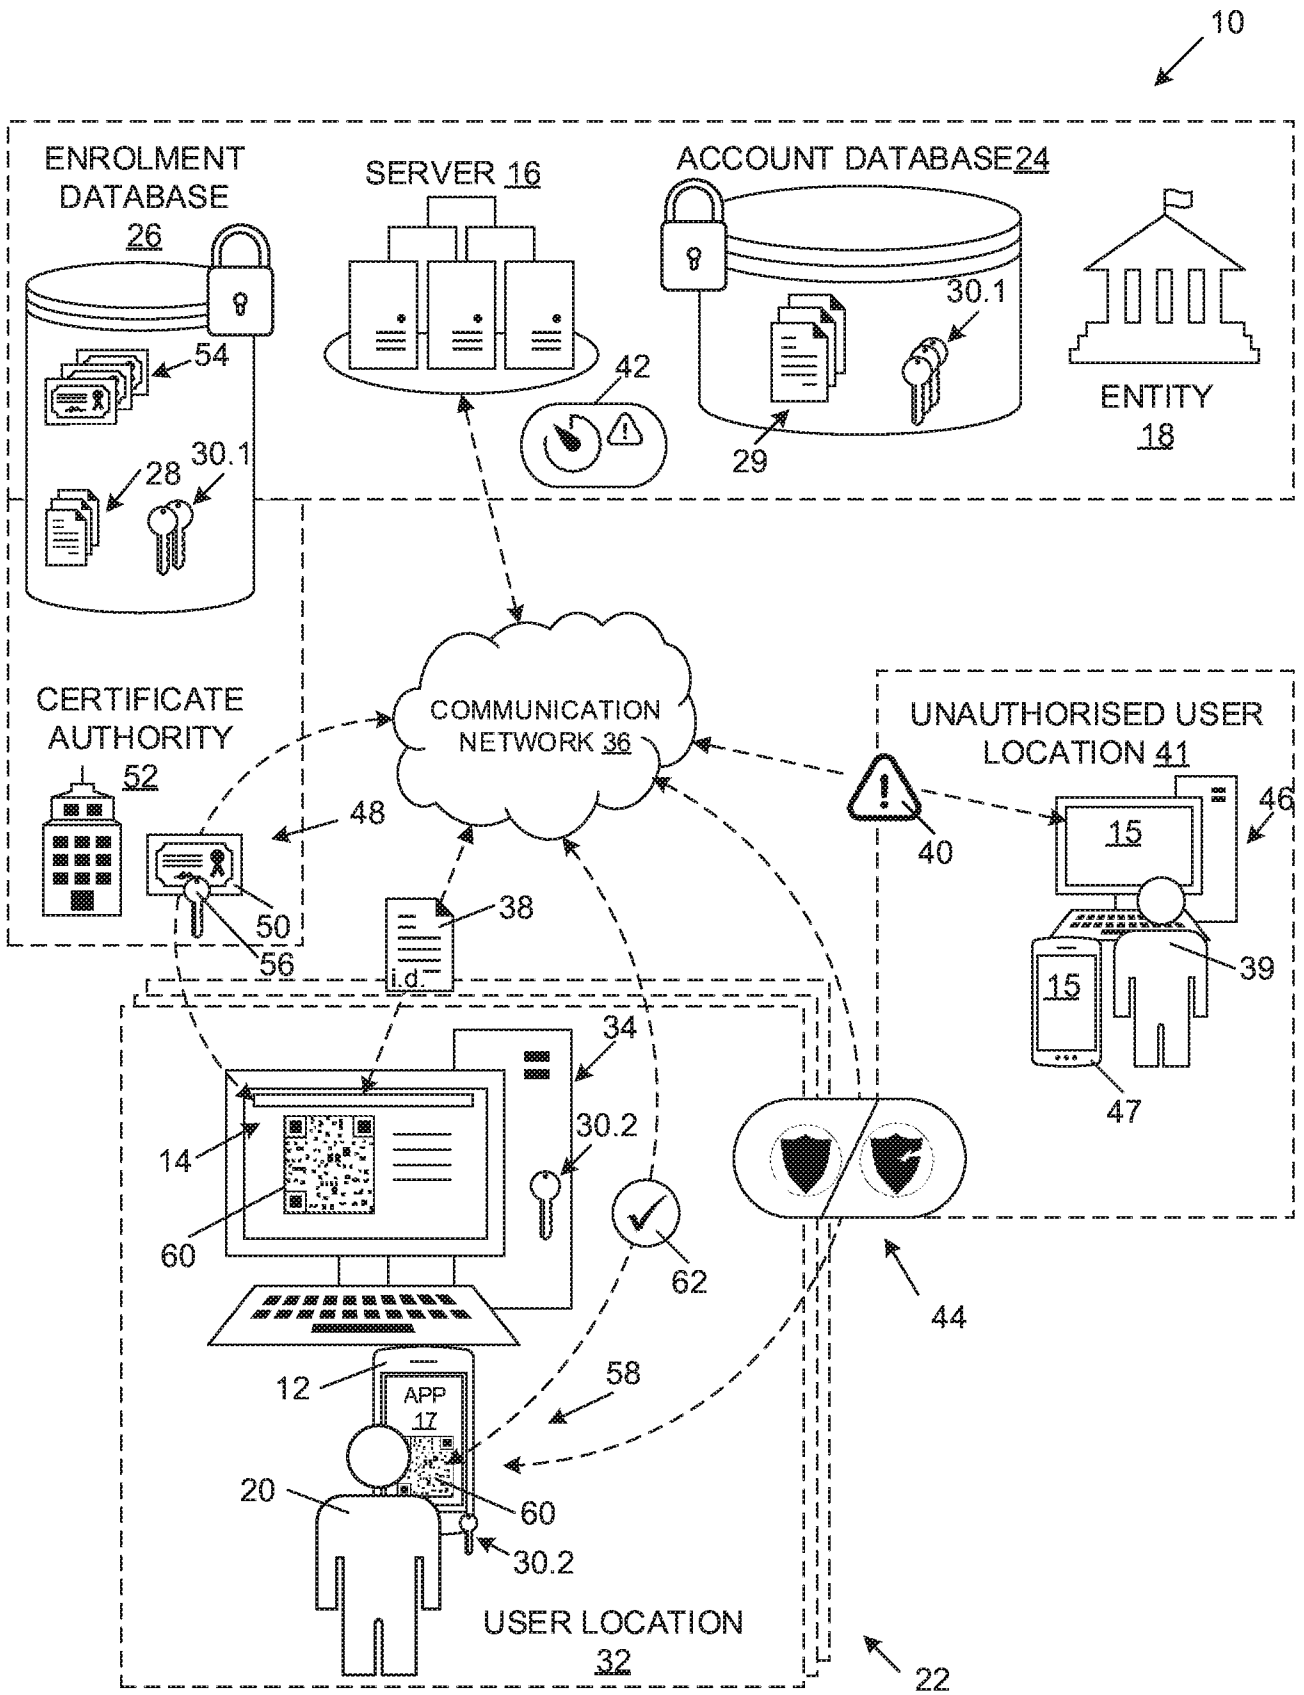 10
ENROLMENT
DATABASE
26
SERVER 16
ACCOUNT DATABASE24
30.1
54
42
ENTITY
18
29
30.1
28
CERTIFICATE
AUTHORITY
52
COMMUNICATION
NETWORK 36
UNAUTHORISED USER
LOCATION 41
48
15
46
40
50
38
56
i.d.
39
15
34
47
30.2
14
60
62
44
12
58
APP
17
20
60
30.2
USER LOCATION
32
22